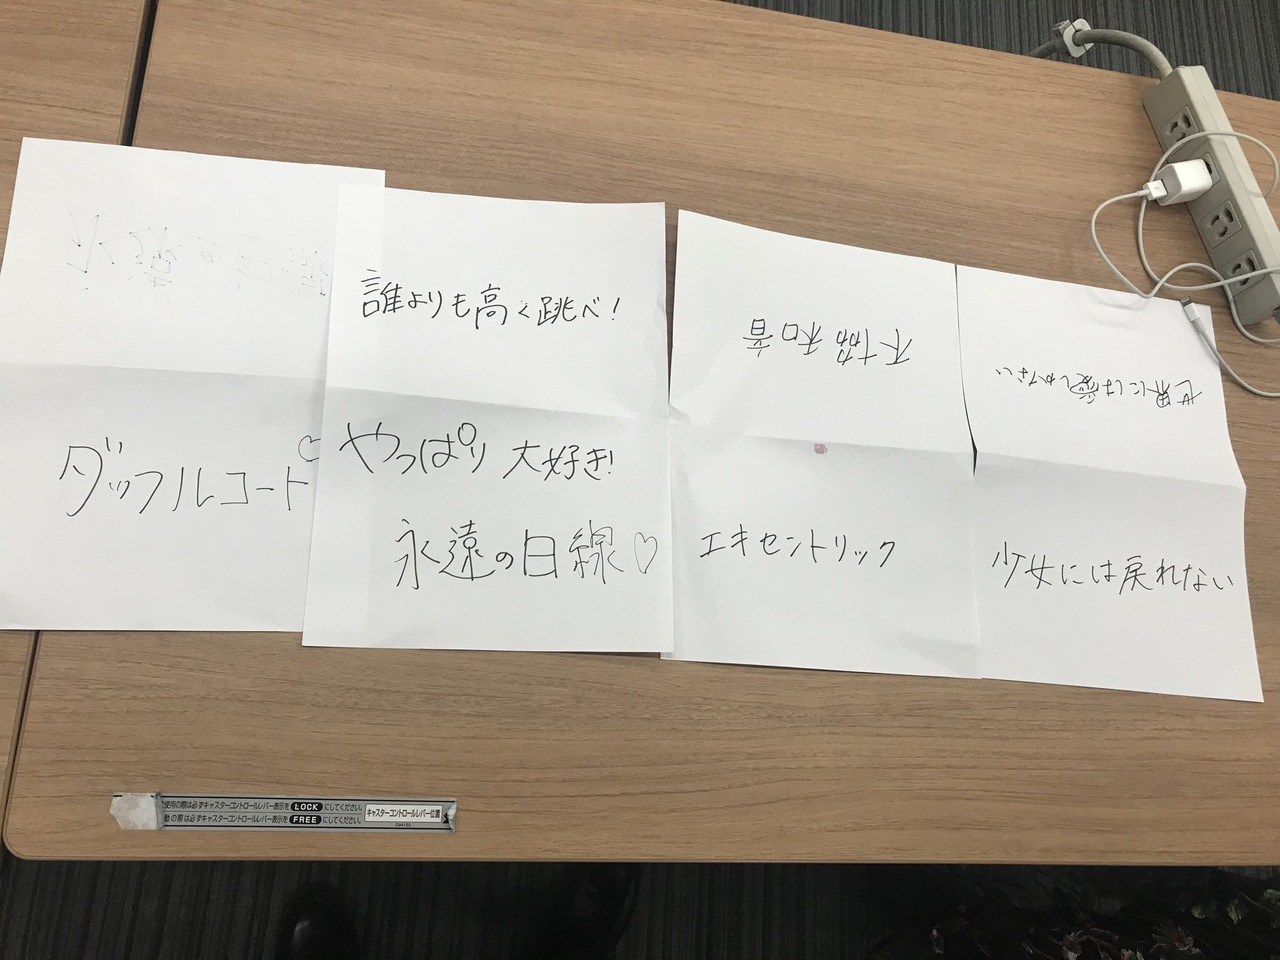 ダッフルコート♡
誰よりも高く跳べ!
やっぱり大好き!
永遠の白線♡
不協和音
エキセントリック
世界には愛しかない
少女には戻れない
使用の際は必ずキャスターコントロールレバー表示を LOCK にしてください。
動の際は必ずキャスターコントロールレバー表示を FREE にしてください。
キャスターコントロールレバー位置